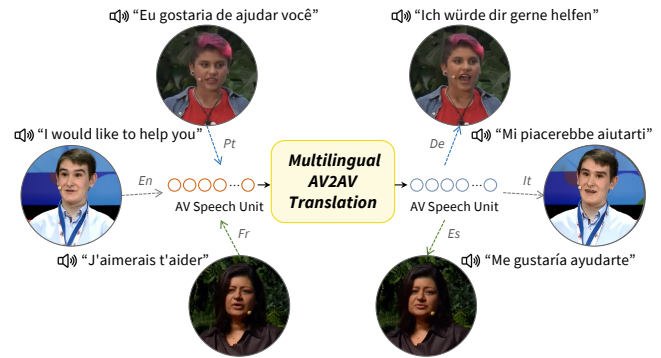 “Eu gostaria de ajudar você”
“Ich würde dir gerne helfen”
“I would like to help you”
Pt
De
“Mi piacerebbe aiutarti”
Multilingual
AV2AV
Translation
En
It
AV Speech Unit
AV Speech Unit
Fr
Es
“J'aimerais t'aider”
“Me gustaría ayudarte”